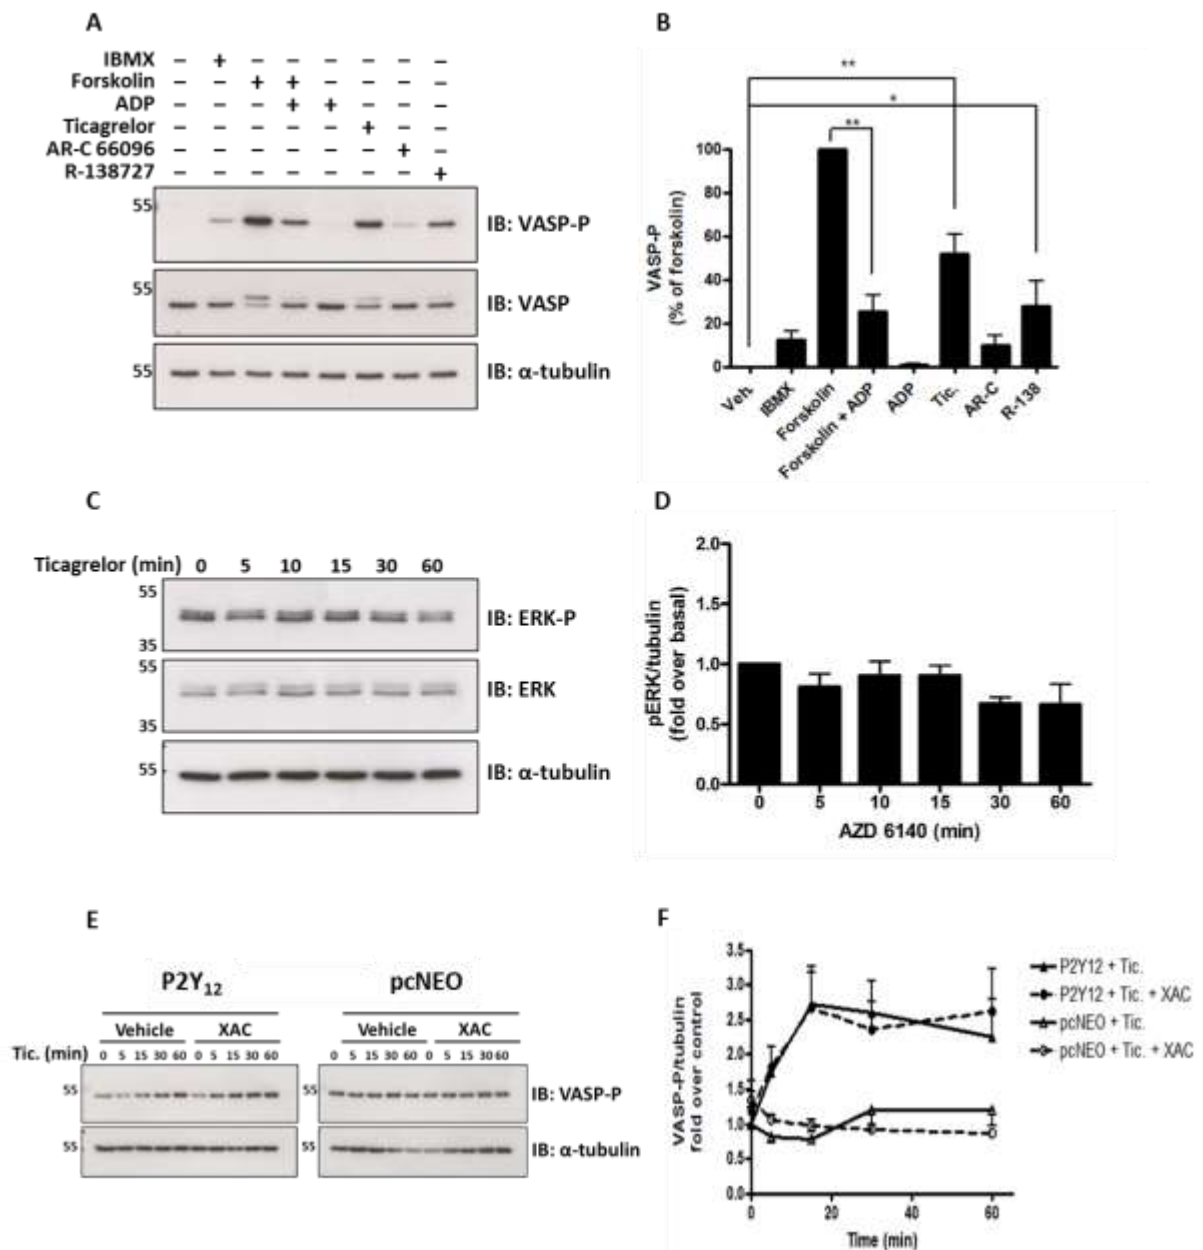 A
IBMX – + – – – – – –
Forskolin – – + + – – – –
ADP – – – + + – – –
Ticagrelor – – – – – + – –
AR-C 66096 – – – – – – + –
R-138727 – – – – – – – +
55
IB: VASP-P
55
IB: VASP
55
IB: α-tubulin
B
**
*
**
VASP-P
(% of forskolin)
100
80
60
40
20
0
Veh.
IBMX
Forskolin
Forskolin + ADP
ADP
Tic.
AR-C
R-138
C
Ticagrelor (min) 0 5 10 15 30 60
55
IB: ERK-P
35
55
IB: ERK
35
55
IB: α-tubulin
D
pERK/tubulin
(fold over basal)
2.0
1.5
1.0
0.5
0.0
0 5 10 15 30 60
AZD 6140 (min)
E
P2Y12 pcNEO
Vehicle XAC Vehicle XAC
Tic. (min) 0 5 15 30 60 0 5 15 30 60 0 5 15 30 60 0 5 15 30 60
55 55 IB: VASP-P
55 55 IB: α-tubulin
F
VASP-P/tubulin
fold over control
3.5
3.0
2.5
2.0
1.5
1.0
0.5
0.0
0 20 40 60
Time (min)
P2Y12 + Tic.
P2Y12 + Tic. + XAC
pcNEO + Tic.
pcNEO + Tic. + XAC